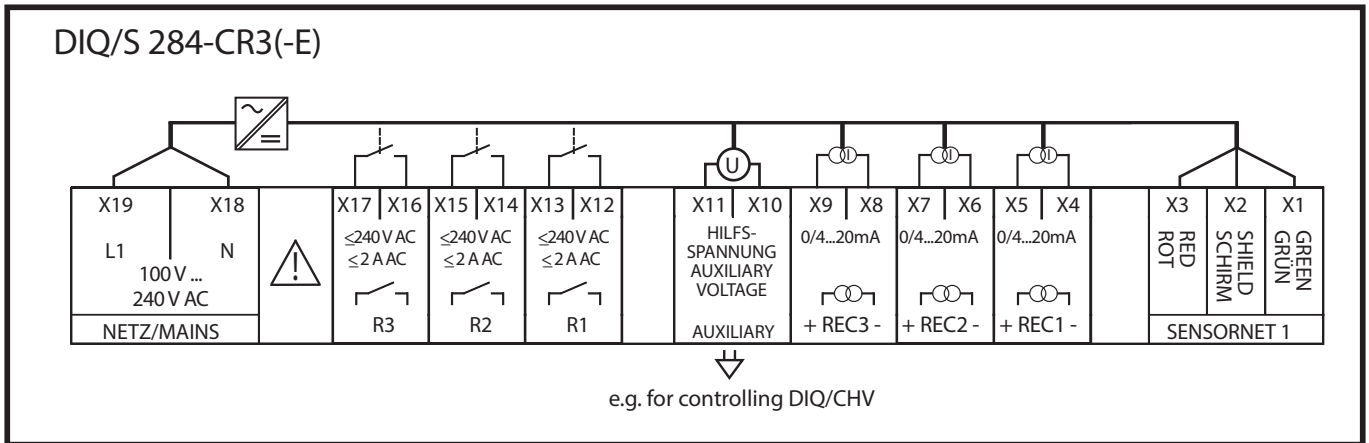 DIQ/S 284-CR3(-E)
U
I
I
I
X19 X18 X17 X16 X15 X14 X13 X12 X11 X10 X9 X8 X7 X6 X5 X4 X3 X2 X1
L1 N
100 V ...
240 V AC
NETZ/MAINS
≤240 V AC
≤2 A AC
R3
≤240 V AC
≤2 A AC
R2
≤240 V AC
≤2 A AC
R1
HILFS-
SPANNUNG
AUXILIARY
VOLTAGE
AUXILIARY
0/4...20mA
+ REC3 -
0/4...20mA
+ REC2 -
0/4...20mA
+ REC1 -
RED
ROT
SHIELD
SCHIRM
GREEN
GRÜN
SENSORNET 1
e.g. for controlling DIQ/CHV